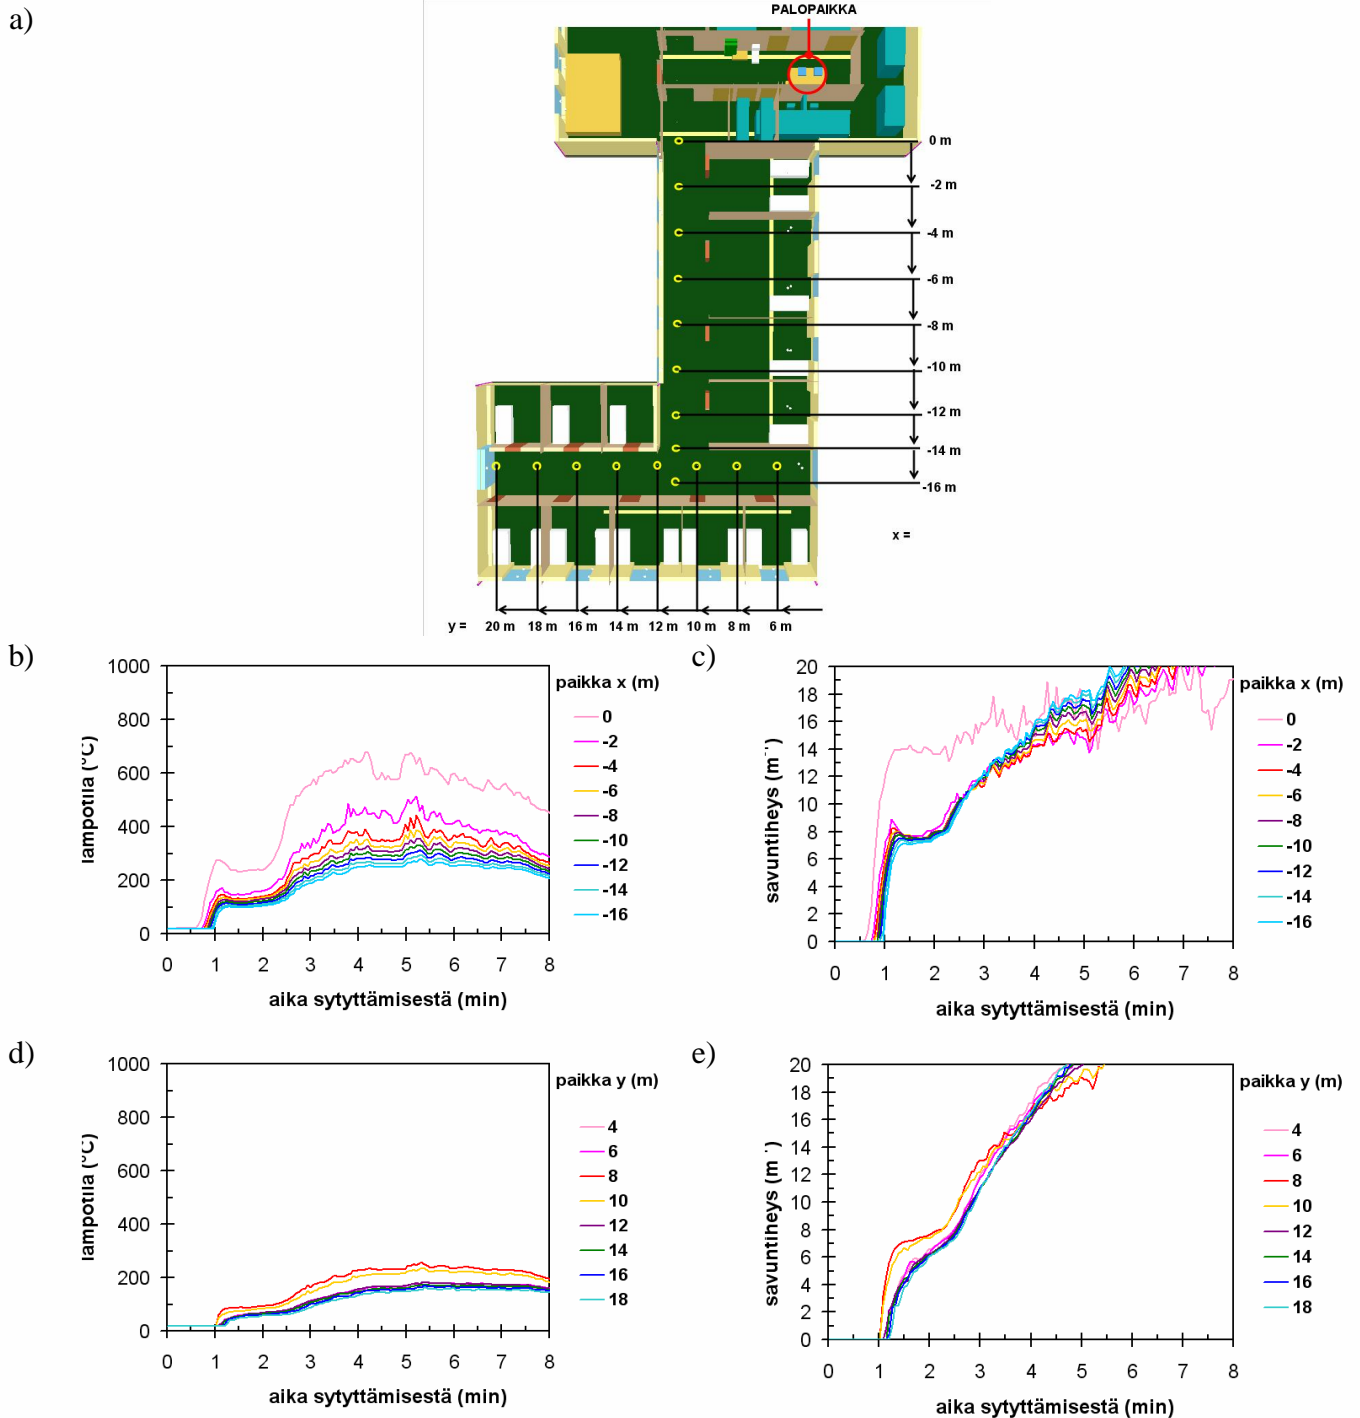 a)
PALOPAIKKA
0 m
-2 m
-4 m
-6 m
-8 m
-10 m
-12 m
-14 m
-16 m
x =
y = 20 m 18 m 16 m 14 m 12 m 10 m 8 m 6 m
b)
1000
800
600
400
200
0
0 1 2 3 4 5 6 7 8
lämpötila (°C)
aika sytyttämisestä (min)
paikka x (m)
0
-2
-4
-6
-8
-10
-12
-14
-16
c)
20
18
16
14
12
10
8
6
4
2
0
0 1 2 3 4 5 6 7 8
savuntiheys (m⁻¹)
aika sytyttämisestä (min)
paikka x (m)
0
-2
-4
-6
-8
-10
-12
-14
-16
d)
1000
800
600
400
200
0
0 1 2 3 4 5 6 7 8
lämpötila (°C)
aika sytyttämisestä (min)
paikka y (m)
4
6
8
10
12
14
16
18
e)
20
18
16
14
12
10
8
6
4
2
0
0 1 2 3 4 5 6 7 8
savuntiheys (m⁻¹)
aika sytyttämisestä (min)
paikka y (m)
4
6
8
10
12
14
16
18